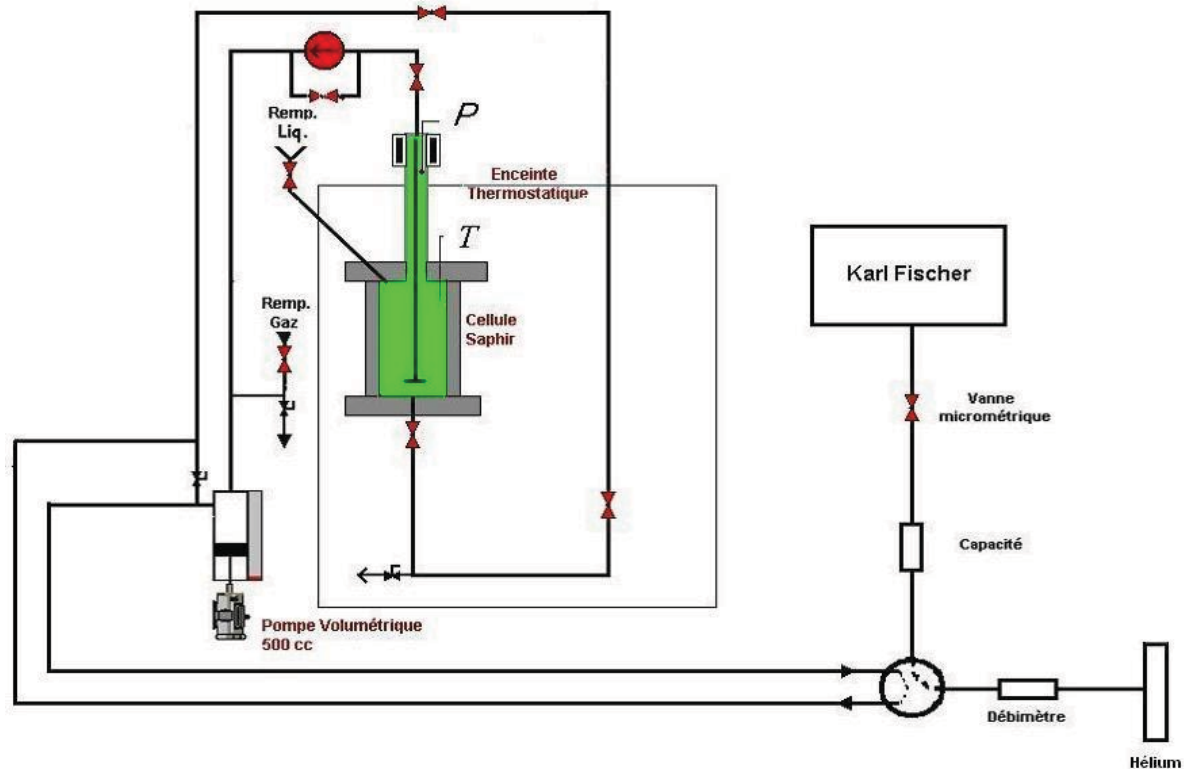 Remp.
Liq.
P
Enceinte
Thermostatique
T
Karl Fischer
Remp.
Gaz
Cellule
Saphir
Vanne
micrométrique
Capacité
Pompe Volumétrique
500 cc
Débimètre
Hélium